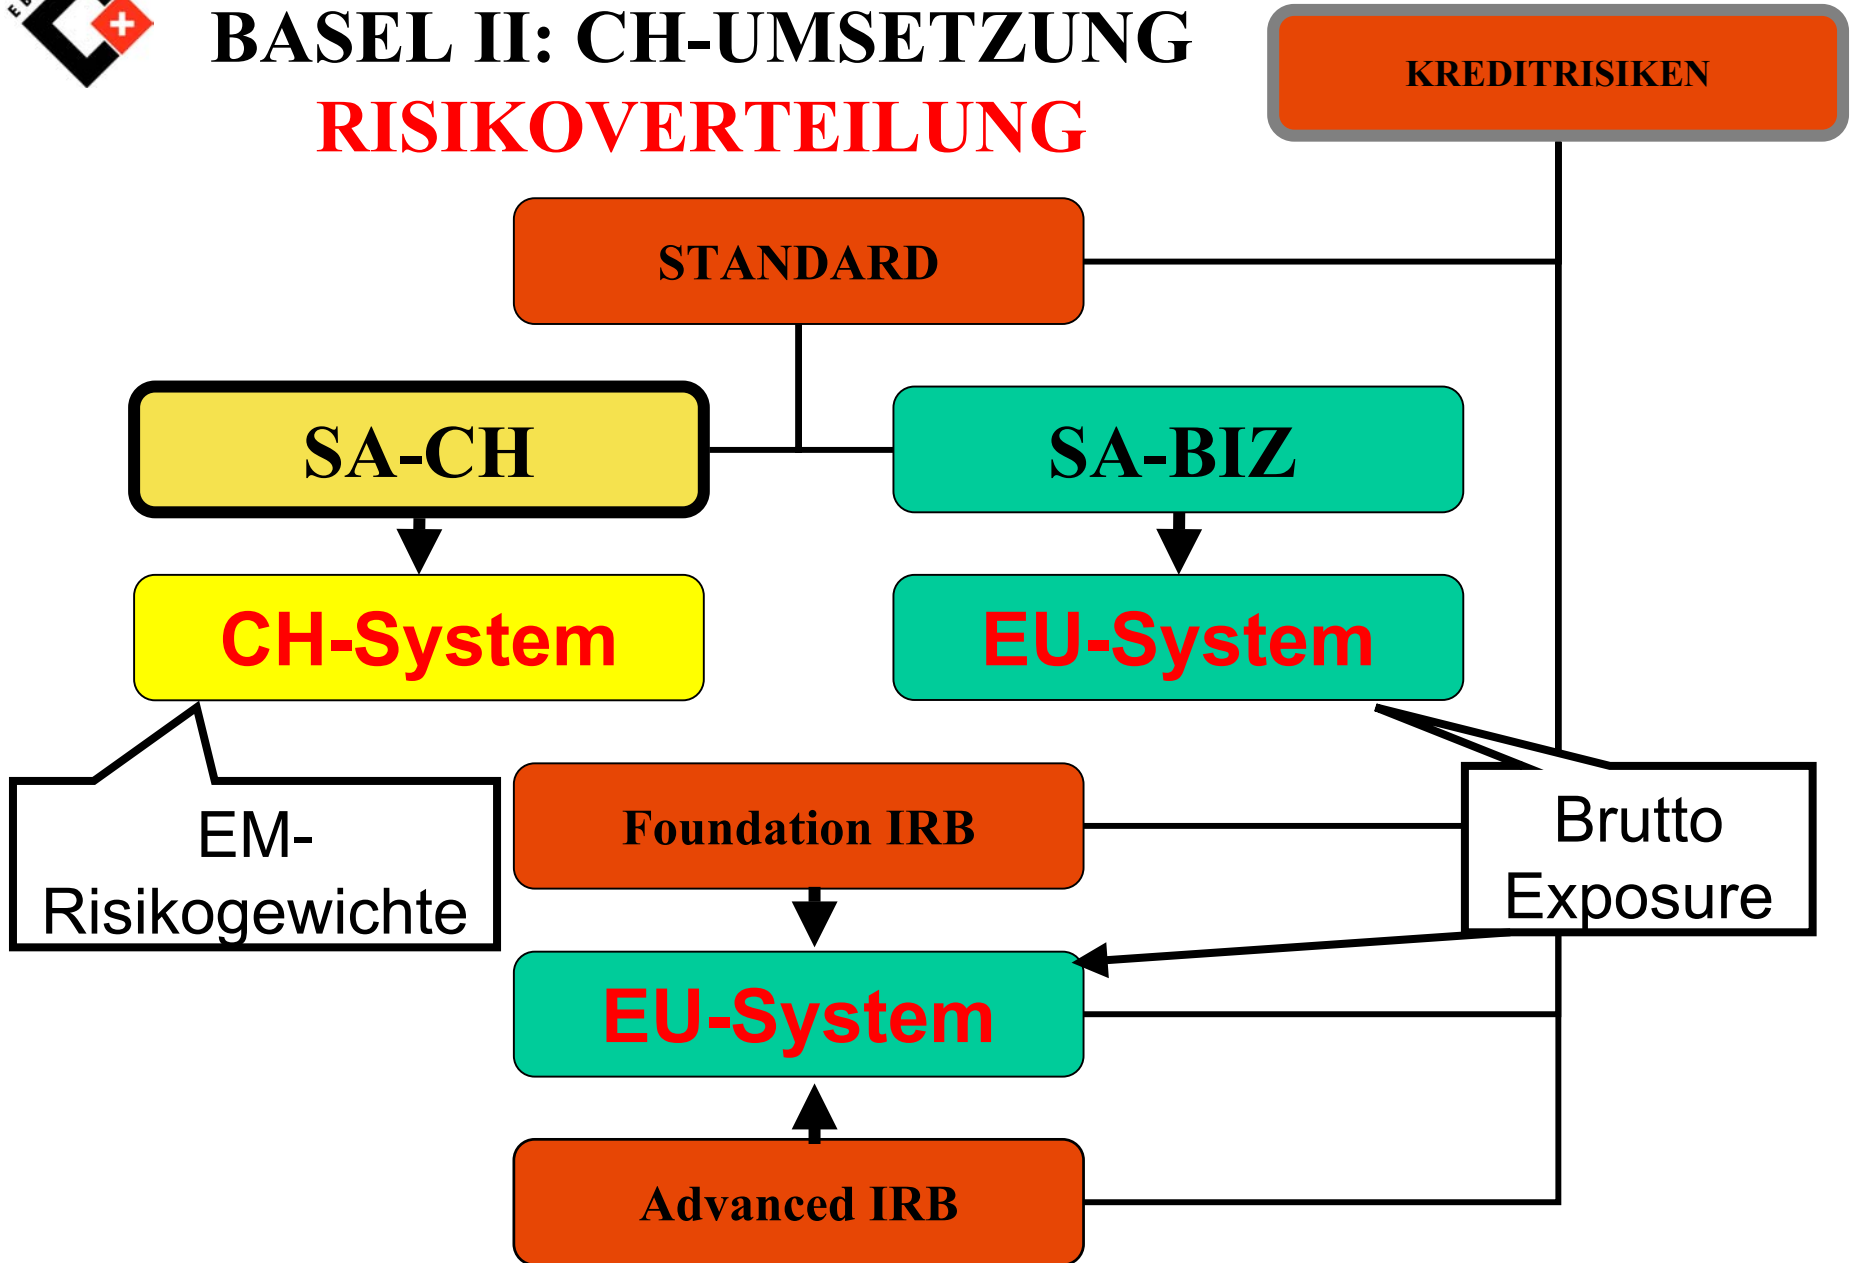 BASEL II: CH-UMSETZUNG
RISIKOVERTEILUNG
KREDITRISIKEN
STANDARD
SA-CH
SA-BIZ
CH-System
EU-System
EM-
Risikogewichte
Foundation IRB
Brutto
Exposure
EU-System
Advanced IRB